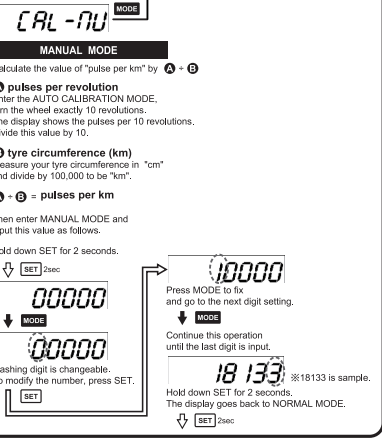 CAL-NU MODE
MANUAL MODE
alculate the value of "pulse per km" by A ÷ B
A pulses per revolution
nter the AUTO CALIBRATION MODE,
rn the wheel exactly 10 revolutions.
he display shows the pulses per 10 revolutions.
ivide this value by 10.
B tyre circumference (km)
easure your tyre circumference in "cm"
nd divide by 100,000 to be "km".
A ÷ B = pulses per km
hen enter MANUAL MODE and
put this value as follows.
old down SET for 2 seconds.
SET 2sec
00000
MODE
00000
ashing digit is changeable.
o modify the number, press SET.
SET
10000
Press MODE to fix
and go to the next digit setting.
MODE
Continue this operation
until the last digit is input.
18133 ※18133 is sample.
Hold down SET for 2 seconds.
The display goes back to NORMAL MODE.
SET 2sec